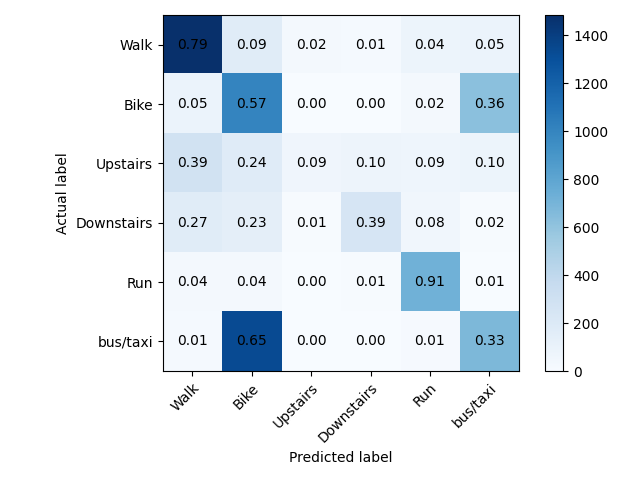 Walk 0.79 0.09 0.02 0.01 0.04 0.05
Bike 0.05 0.57 0.00 0.00 0.02 0.36
Upstairs 0.39 0.24 0.09 0.10 0.09 0.10
Downstairs 0.27 0.23 0.01 0.39 0.08 0.02
Run 0.04 0.04 0.00 0.01 0.91 0.01
bus/taxi 0.01 0.65 0.00 0.00 0.01 0.33
Walk Bike Upstairs Downstairs Run bus/taxi
Predicted label
Actual label
1400
1200
1000
800
600
400
200
0